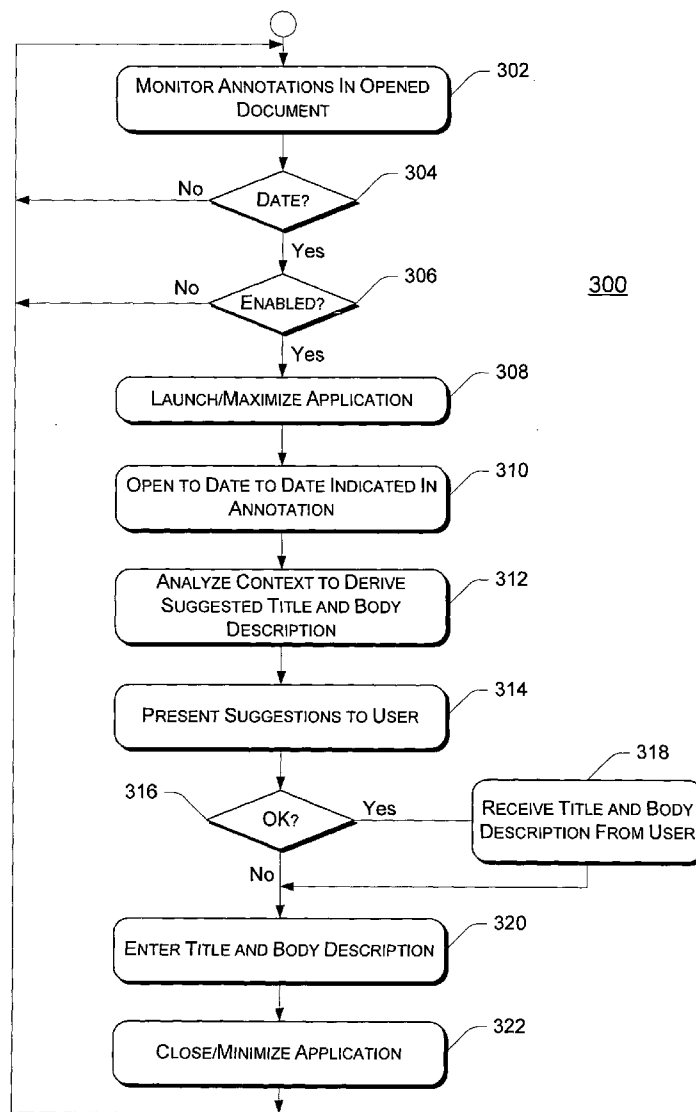 MONITOR ANNOTATIONS IN OPENED
DOCUMENT
302
DATE?
304
No
Yes
ENABLED?
306
No
Yes
300
LAUNCH/MAXIMIZE APPLICATION
308
OPEN TO DATE TO DATE INDICATED IN
ANNOTATION
310
ANALYZE CONTEXT TO DERIVE
SUGGESTED TITLE AND BODY
DESCRIPTION
312
PRESENT SUGGESTIONS TO USER
314
316
OK?
Yes
No
318
RECEIVE TITLE AND BODY
DESCRIPTION FROM USER
ENTER TITLE AND BODY DESCRIPTION
320
CLOSE/MINIMIZE APPLICATION
322